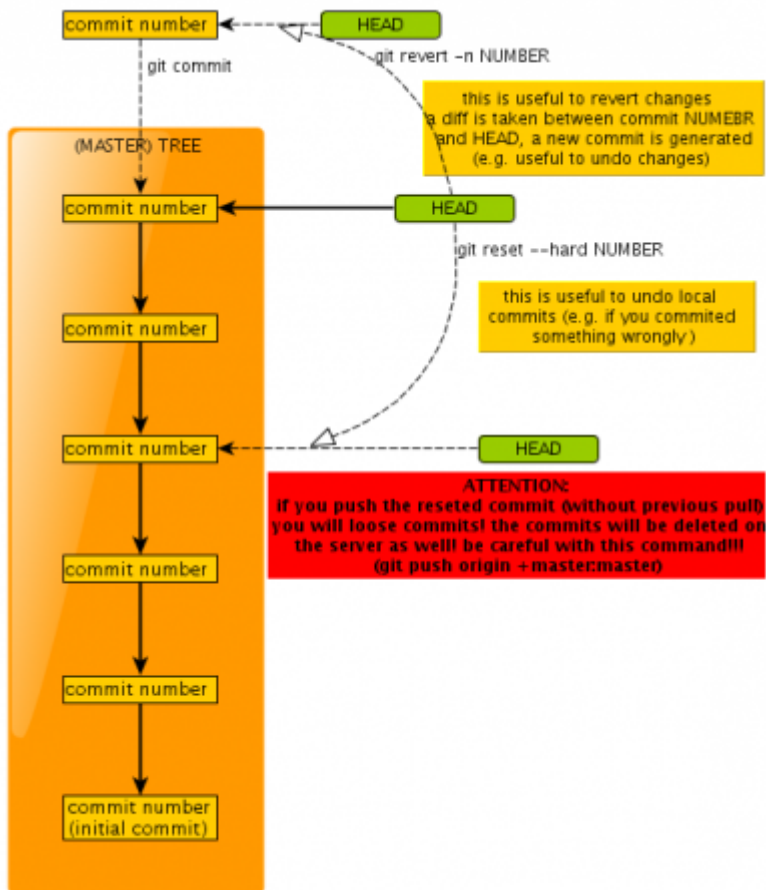 commit number
HEAD
git revert -n NUMBER
git commit
this is useful to revert changes
a diff is taken between commit NUMEBR
and HEAD, a new commit is generated
(e.g. useful to undo changes)
(MASTER) TREE
commit number
HEAD
git reset --hard NUMBER
this is useful to undo local
commits (e.g. if you commited
something wrongly)
commit number
commit number
HEAD
ATTENTION:
if you push the reseted commit (without previous pull)
you will loose commits! the commits will be deleted on
the server as well! be careful with this command!!!
(git push origin +master:master)
commit number
commit number
commit number
(initial commit)